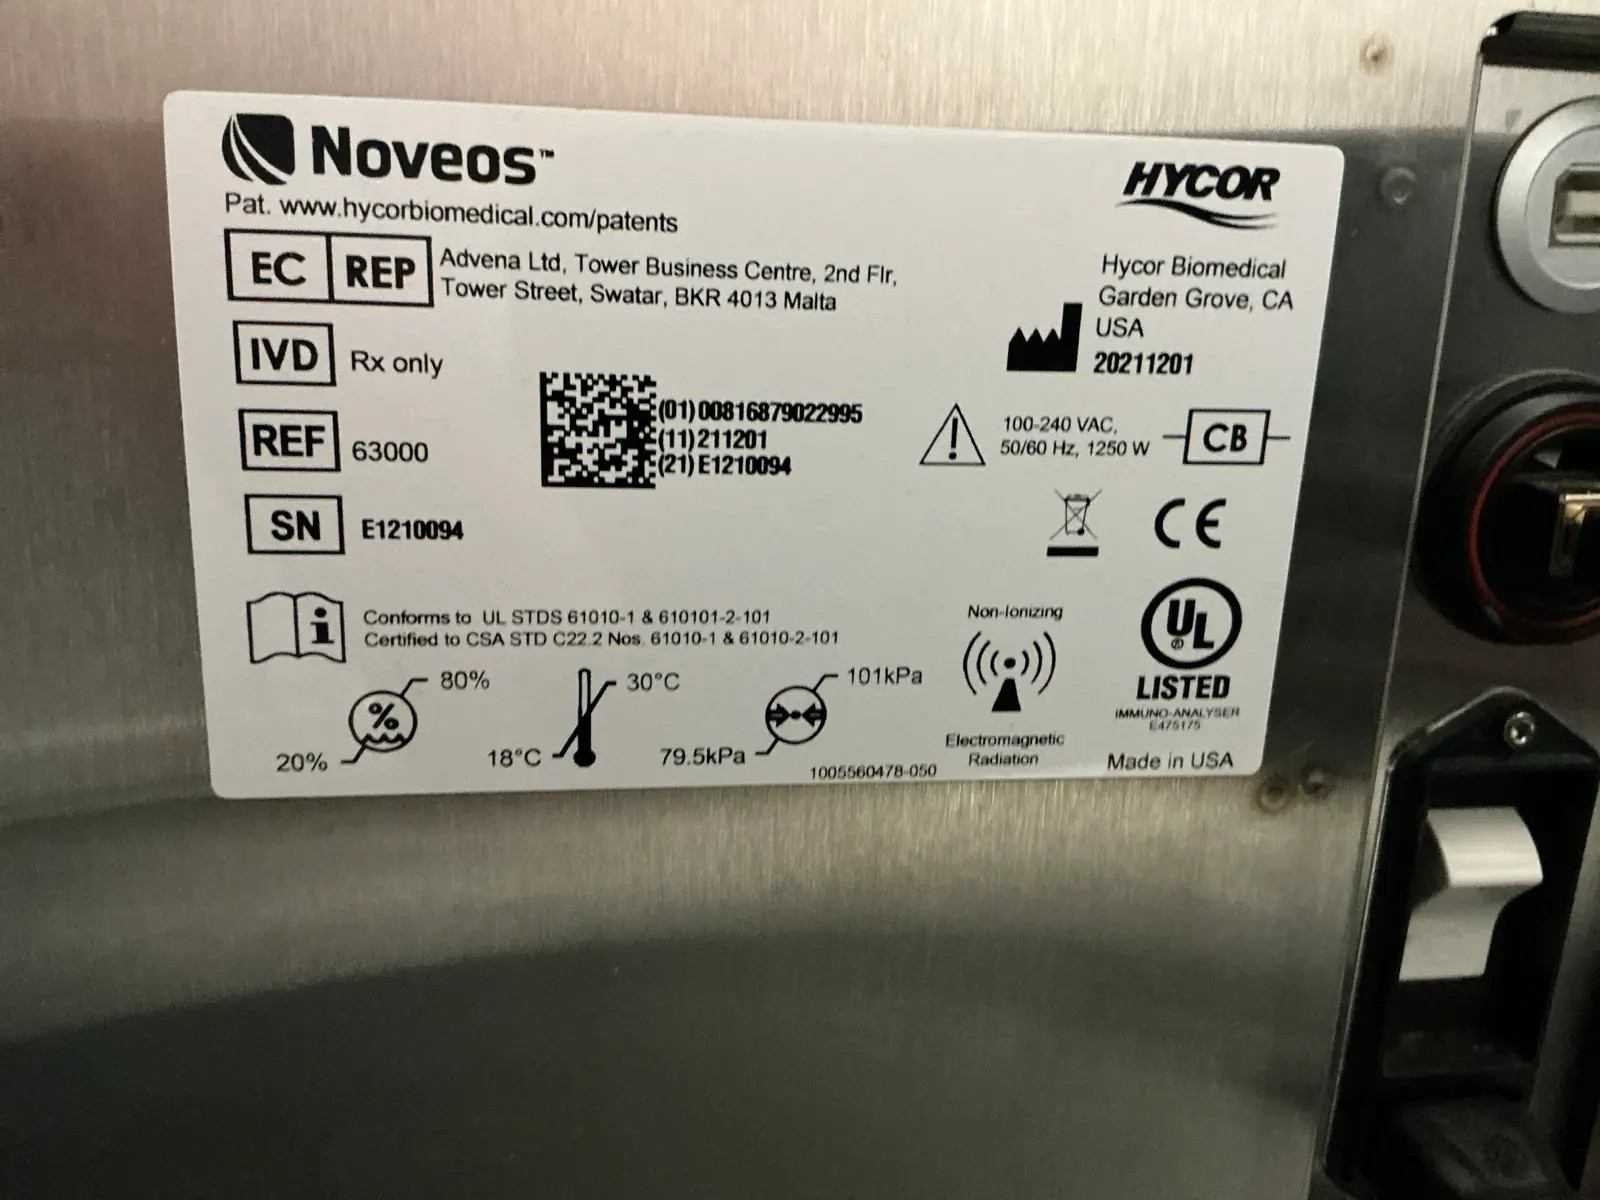 Noveos™
Pat. www.hycorbiomedical.com/patents
EC REP
Advena Ltd, Tower Business Centre, 2nd Flr,
Tower Street, Swatar, BKR 4013 Malta
IVD Rx only
REF 63000
SN E1210094
(01)00816879022995
(11)211201
(21)E1210094
HYCOR
Hycor Biomedical
Garden Grove, CA
USA
20211201
100-240 VAC,
50/60 Hz, 1250 W
CB
CE
Conforms to UL STDS 61010-1 & 610101-2-101
Certified to CSA STD C22.2 Nos. 61010-1 & 61010-2-101
i
80%
%
20%
30°C
18°C
101kPa
79.5kPa
1005560478-050
Non-Ionizing
Electromagnetic
Radiation
UL®
LISTED
IMMUNO-ANALYSER
E475175
Made in USA